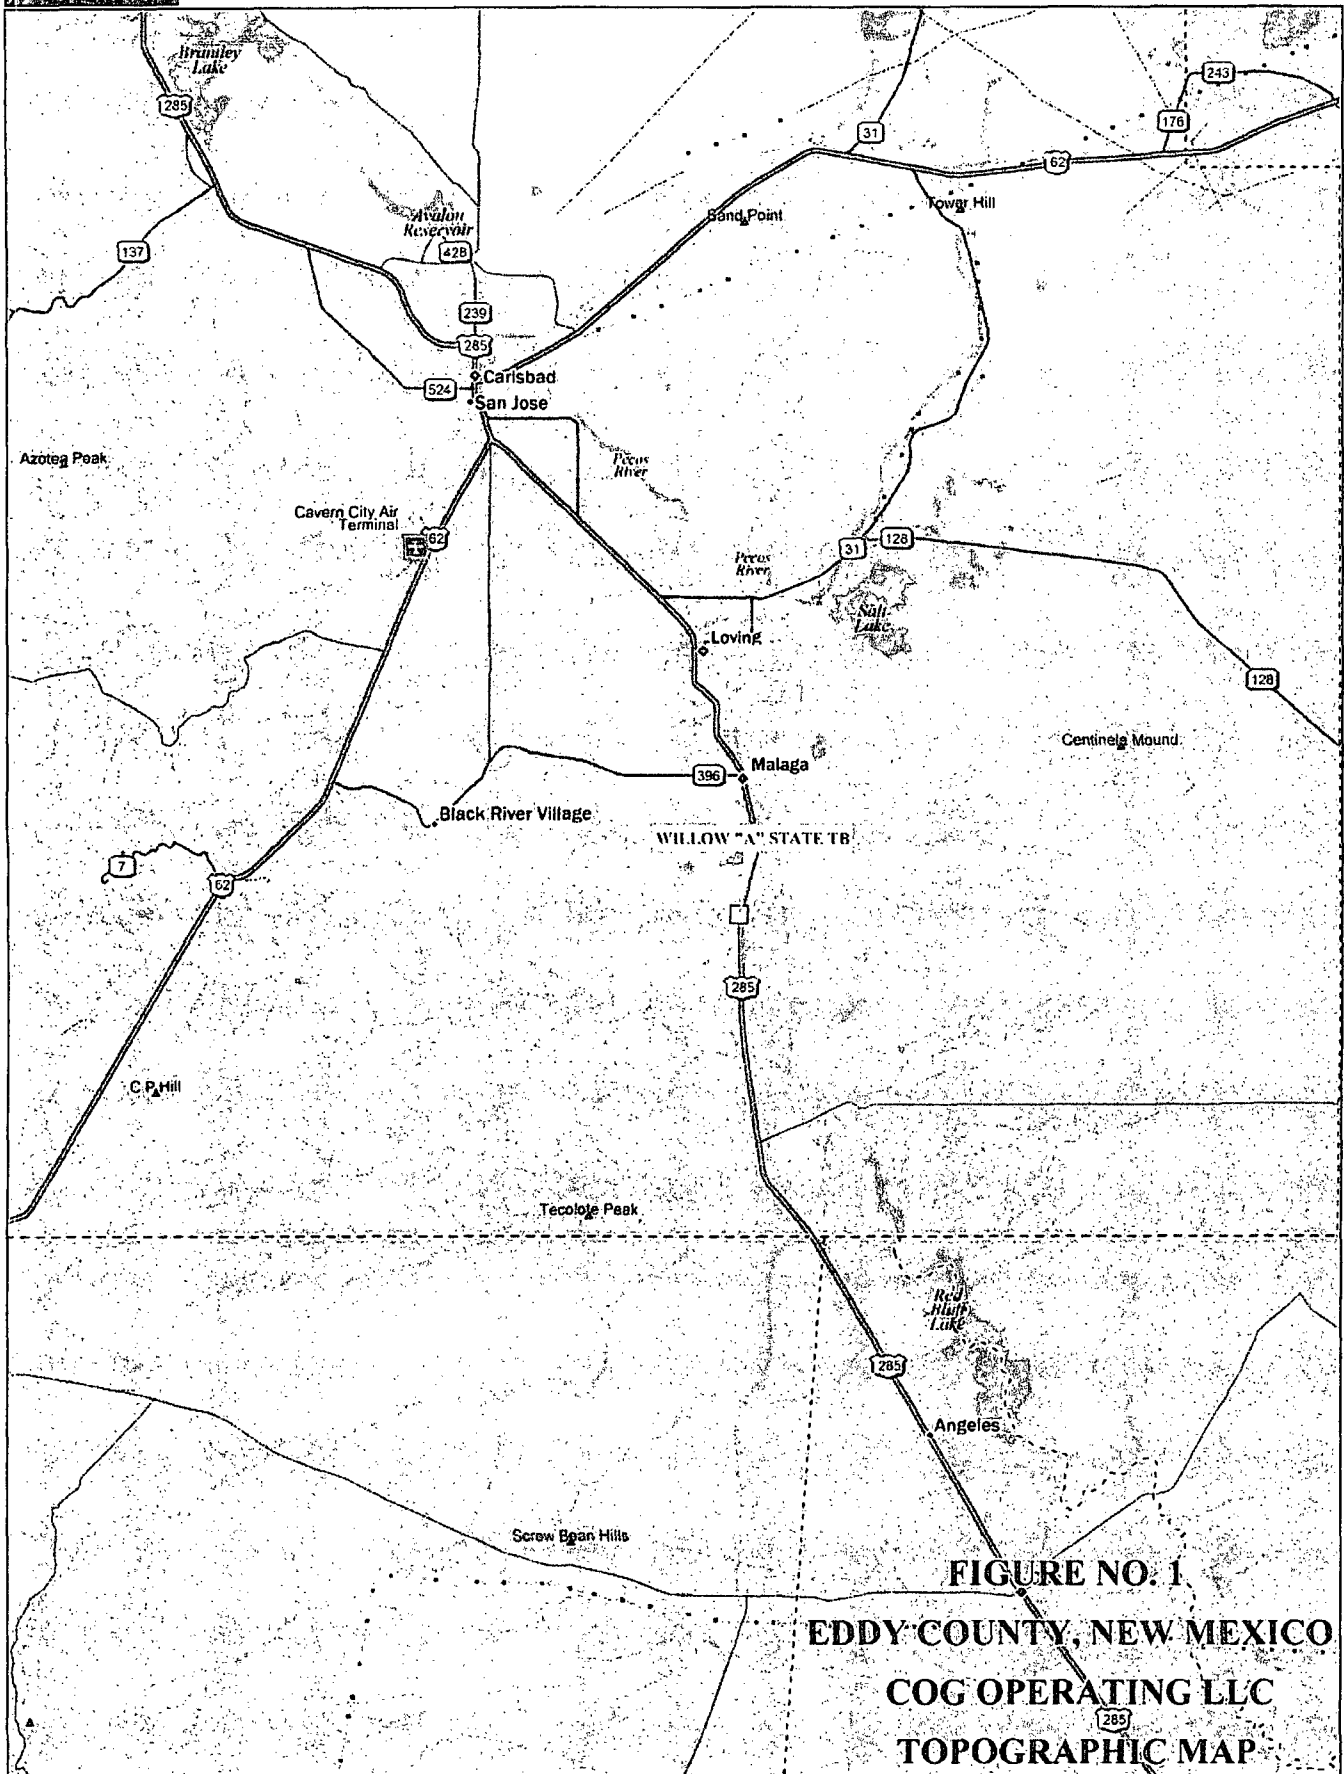 Brantley
Lake
285
243
176
31
62
Sand Point
Tower Hill
Avalon
Reservoir
137
428
239
285
Carlsbad
524
San Jose
Azotea Peak
Pecos
River
Cavern City Air
Terminal
62
31
128
Pecos
River
Salt
Lake
Loving
128
Centinela Mound
Malaga
396
Black River Village
WILLOW "A" STATE TB
7
62
285
C P Hill
Tecolote Peak
Red
Bluff
Lake
285
Angeles
Screw Bean Hills
FIGURE NO. 1
EDDY COUNTY, NEW MEXICO
COG OPERATING LLC
285
TOPOGRAPHIC MAP